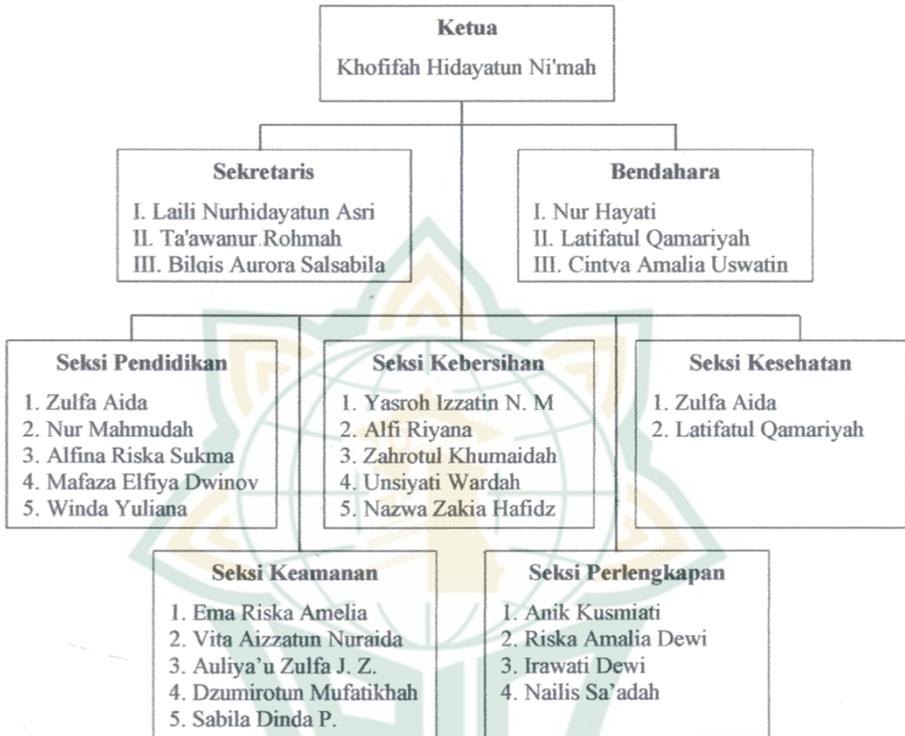 Ketua
Khofifah Hidayatun Ni'mah
Sekretaris
I. Laili Nurhidayatun Asri
II. Ta'awanur Rohmah
III. Bilqis Aurora Salsabila
Bendahara
I. Nur Hayati
II. Latifatul Qamariyah
III. Cintya Amalia Uswatin
Seksi Pendidikan
1. Zulfa Aida
2. Nur Mahmudah
3. Alfina Riska Sukma
4. Mafaza Elfiya Dwinov
5. Winda Yuliana
Seksi Kebersihan
1. Yasroh Izzatin N. M
2. Alfi Riyana
3. Zahrotul Khumaidah
4. Unsiyati Wardah
5. Nazwa Zakia Hafidz
Seksi Kesehatan
1. Zulfa Aida
2. Latifatul Qamariyah
Seksi Keamanan
1. Ema Riska Amelia
2. Vita Aizzatun Nuraida
3. Auliya’u Zulfa J. Z.
4. Dzumirotun Mufatikhah
5. Sabila Dinda P.
Seksi Perlengkapan
1. Anik Kusmiati
2. Riska Amalia Dewi
3. Irawati Dewi
4. Nailis Sa’adah